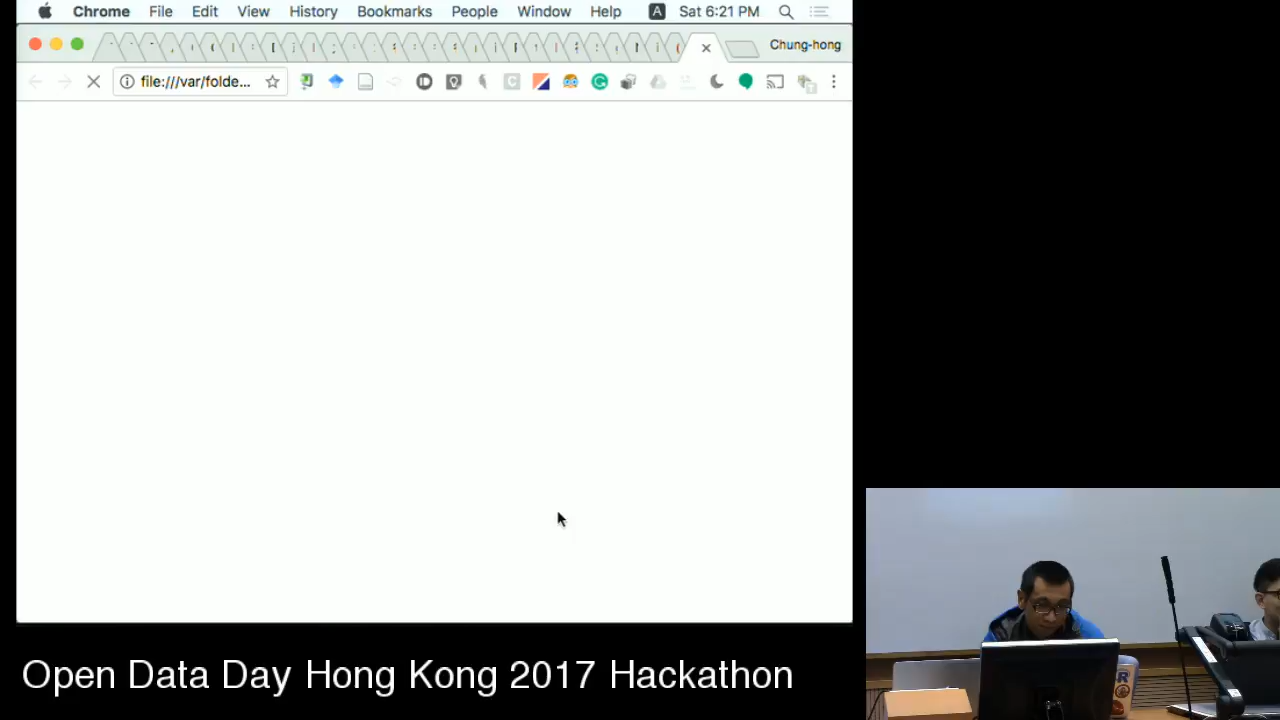 Chrome File Edit View History Bookmarks People Window Help A Sat 6:21 PM
Chung-hong
file:///var/folde...
Open Data Day Hong Kong 2017 Hackathon